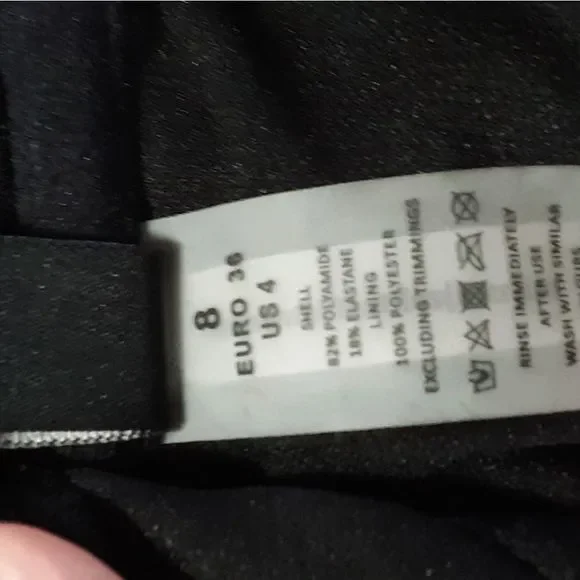 8
EURO 36
US 4
SHELL
82% POLYAMIDE
18% ELASTANE
LINING
100% POLYESTER
EXCLUDING TRIMMINGS
RINSE IMMEDIATELY
AFTER USE
WASH WITH SIMILAR